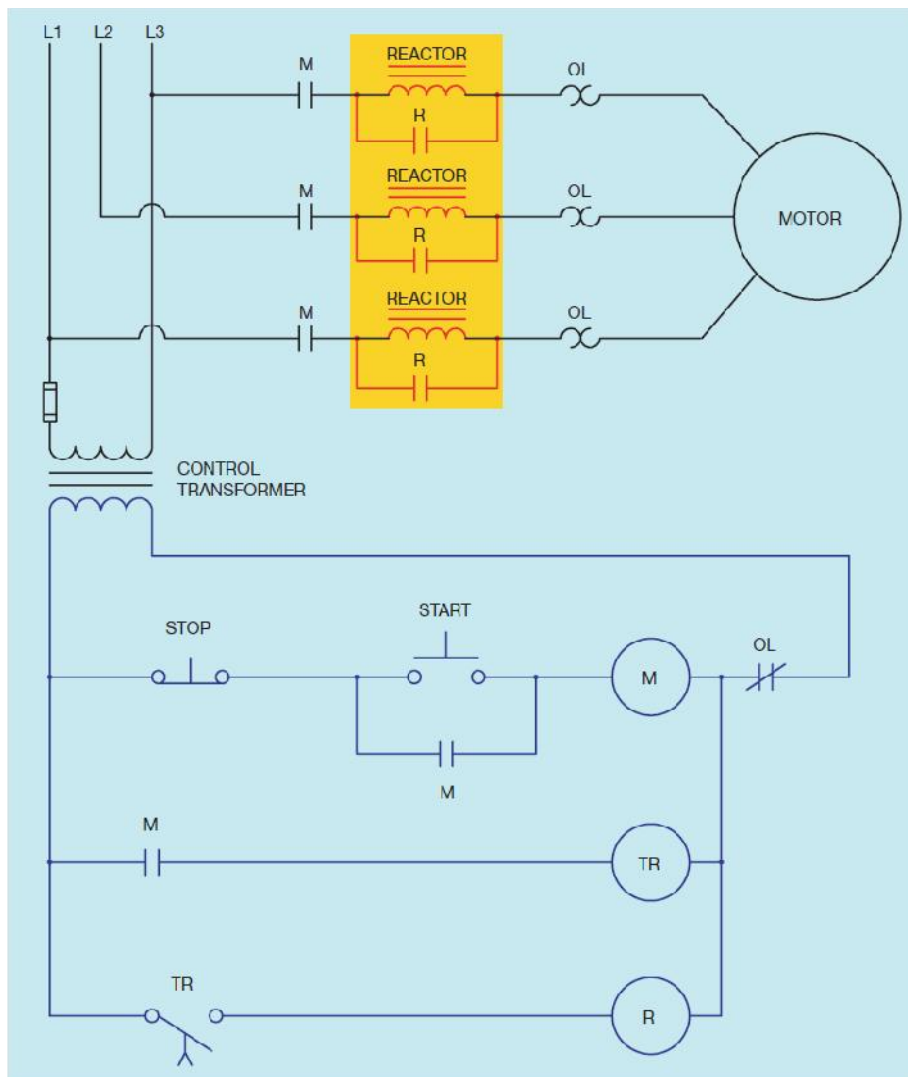 L1 L2 L3
M
REACTOR
OL
R
REACTOR
M
OL
R
MOTOR
REACTOR
M
OL
R
CONTROL
TRANSFORMER
START
STOP
OL
M
M
M
TR
TR
R